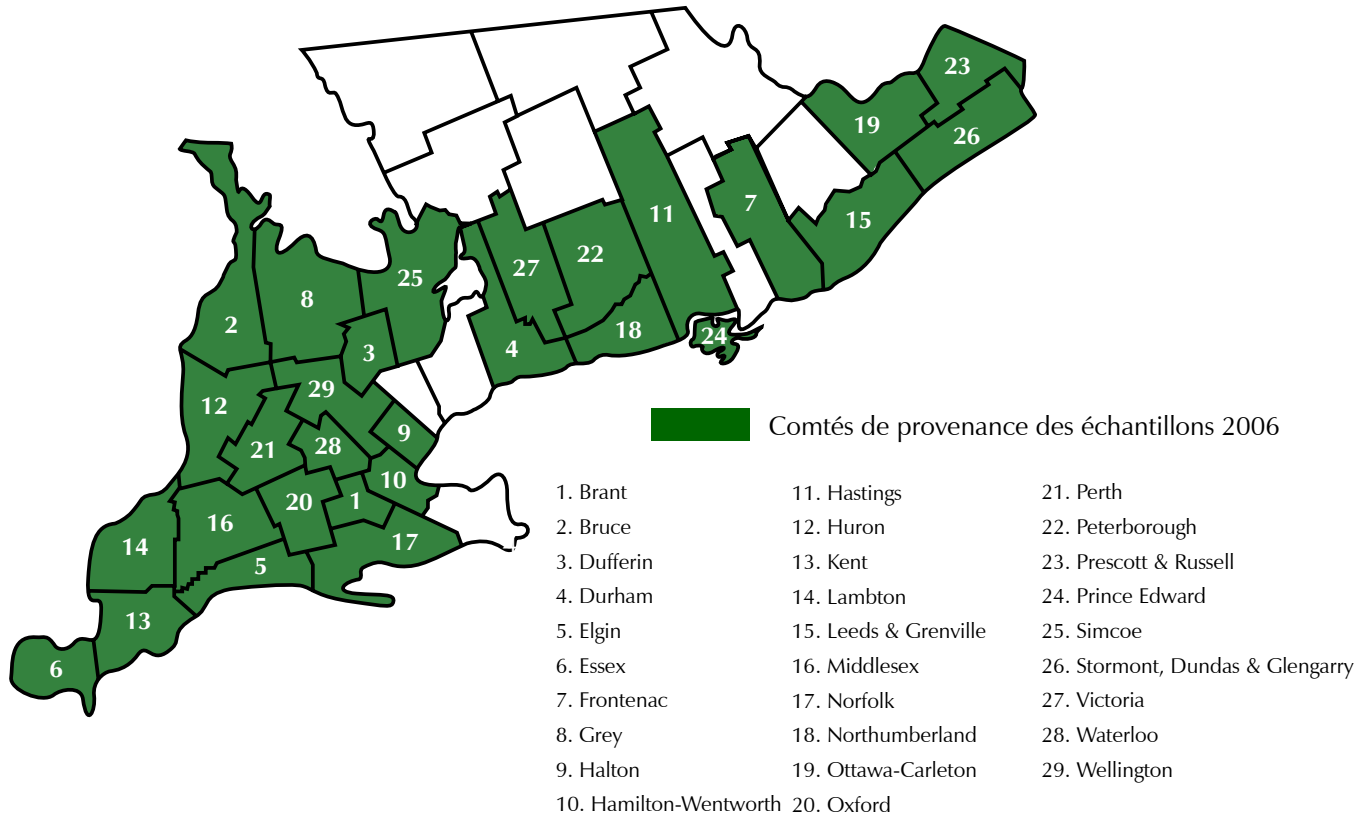 23
19
26
7
11
15
22
27
25
8
2
18
24
4
3
29
12
9
28
21
10
20
1
16
17
14
5
13
6
Comtés de provenance des échantillons 2006
1. Brant
2. Bruce
3. Dufferin
4. Durham
5. Elgin
6. Essex
7. Frontenac
8. Grey
9. Halton
10. Hamilton-Wentworth
11. Hastings
12. Huron
13. Kent
14. Lambton
15. Leeds & Grenville
16. Middlesex
17. Norfolk
18. Northumberland
19. Ottawa-Carleton
20. Oxford
21. Perth
22. Peterborough
23. Prescott & Russell
24. Prince Edward
25. Simcoe
26. Stormont, Dundas & Glengarry
27. Victoria
28. Waterloo
29. Wellington